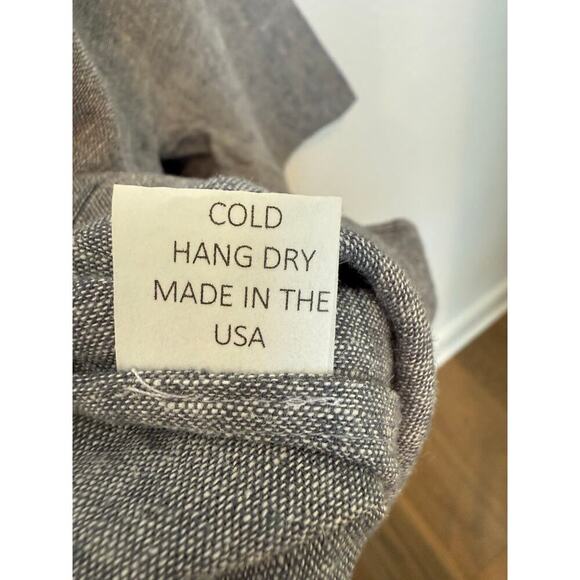 COLD
HANG DRY
MADE IN THE
USA